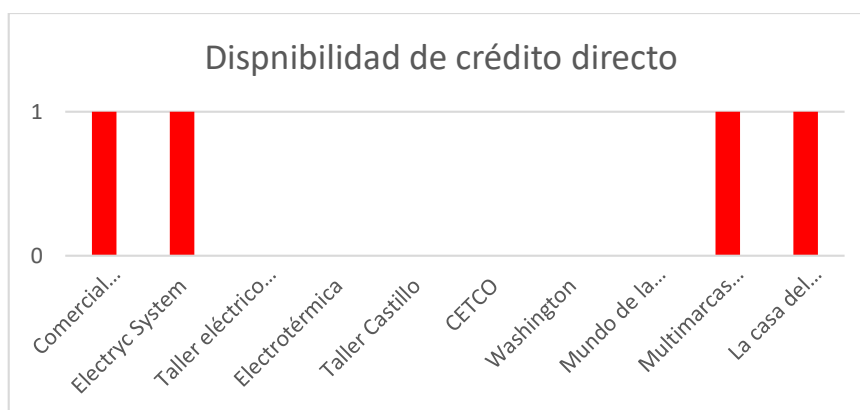 Dispnibilidad de crédito directo
1
0
Comercial...
Electryc System
Taller eléctrico...
Electrotérmica
Taller Castillo
CETCO
Washington
Mundo de la...
Multimarcas...
La casa del...